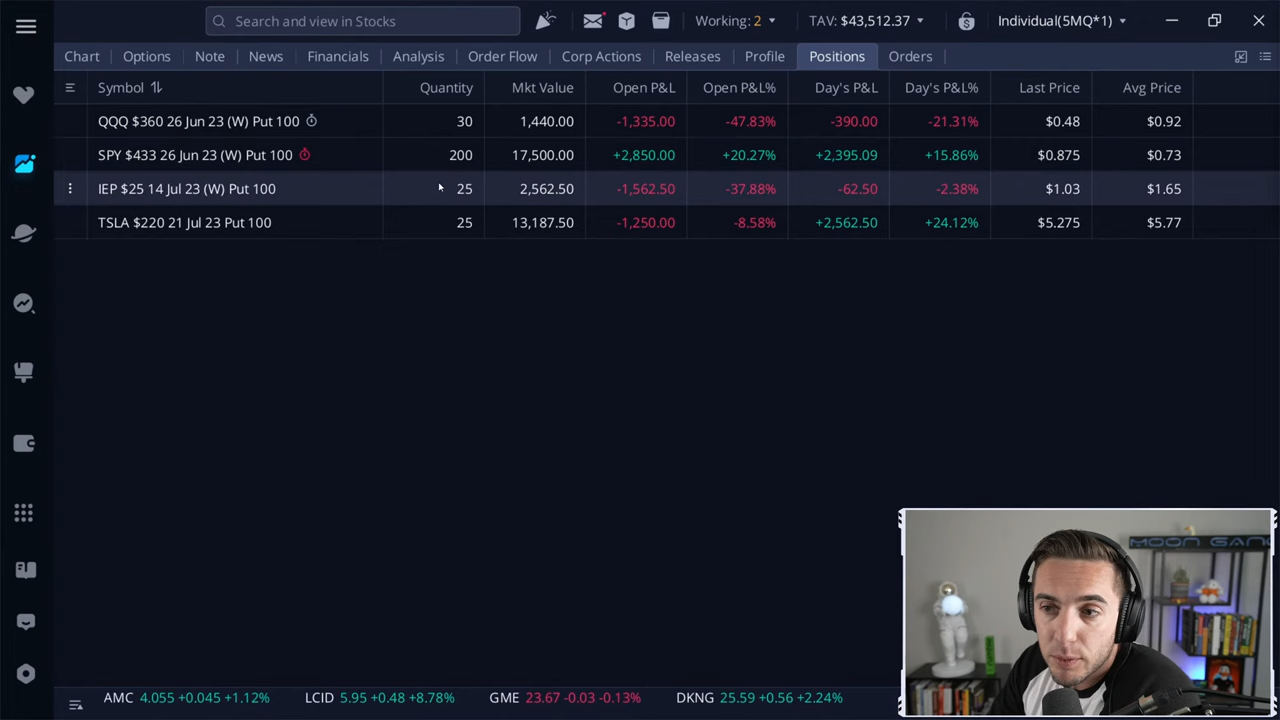 Search and view in Stocks Working: 2 TAV: $43,512.37 Individual(5MQ*1)
Chart Options Note News Financials Analysis Order Flow Corp Actions Releases Profile Positions Orders
Symbol Quantity Mkt Value Open P&L Open P&L% Day's P&L Day's P&L% Last Price Avg Price
QQQ $360 26 Jun 23 (W) Put 100 30 1,440.00 -1,335.00 -47.83% -390.00 -21.31% $0.48 $0.92
SPY $433 26 Jun 23 (W) Put 100 200 17,500.00 +2,850.00 +20.27% +2,395.09 +15.86% $0.875 $0.73
IEP $25 14 Jul 23 (W) Put 100 25 2,562.50 -1,562.50 -37.88% -62.50 -2.38% $1.03 $1.65
TSLA $220 21 Jul 23 Put 100 25 13,187.50 -1,250.00 -8.58% +2,562.50 +24.12% $5.275 $5.77
MOON GANG
AMC 4.055 +0.045 +1.12% LCID 5.95 +0.48 +8.78% GME 23.67 -0.03 -0.13% DKNG 25.59 +0.56 +2.24%